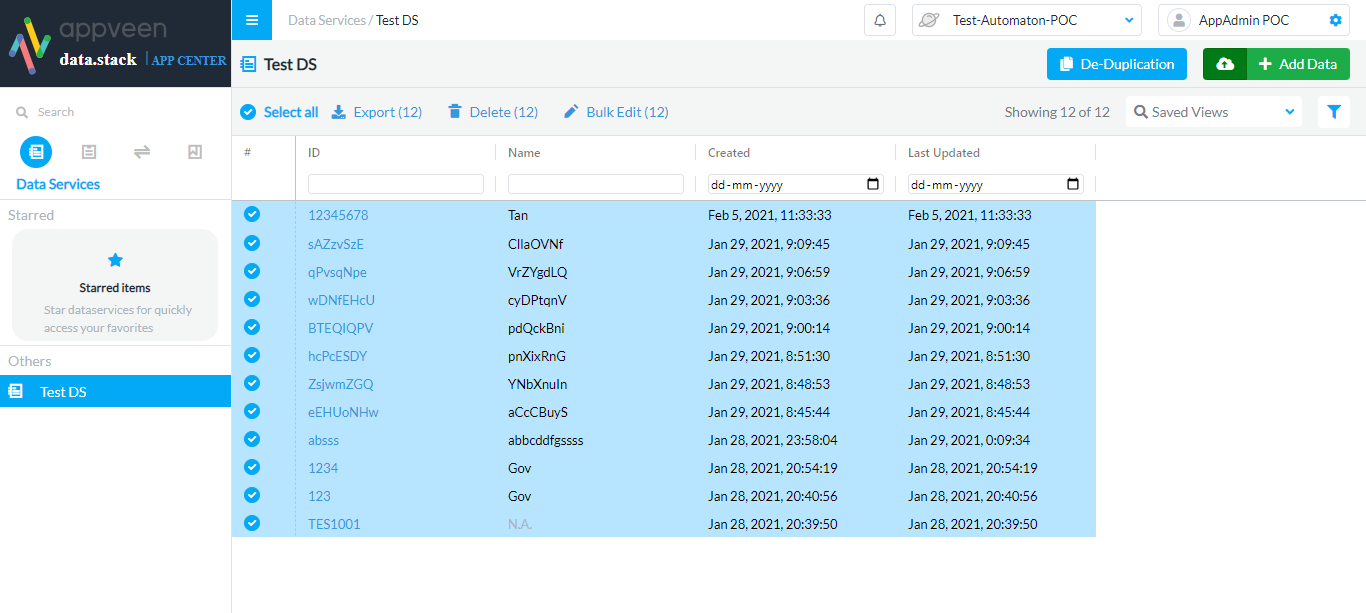 appveen
data.stack | APP CENTER
Data Services / Test DS
Test-Automaton-POC
AppAdmin POC
Test DS
De-Duplication
Add Data
Search
Select all
Export (12)
Delete (12)
Bulk Edit (12)
Showing 12 of 12
Saved Views
Data Services
Starred
Starred items
Star dataservices for quickly
access your favorites
Others
Test DS
# ID Name Created Last Updated
dd-mm-yyyy dd-mm-yyyy
12345678 Tan Feb 5, 2021, 11:33:33 Feb 5, 2021, 11:33:33
sAZzvSzE ClIaOVNf Jan 29, 2021, 9:09:45 Jan 29, 2021, 9:09:45
qPvsqNpe VrZYgdLQ Jan 29, 2021, 9:06:59 Jan 29, 2021, 9:06:59
wDNfEHcU cyDPtqnV Jan 29, 2021, 9:03:36 Jan 29, 2021, 9:03:36
BTEQIQPV pdQckBni Jan 29, 2021, 9:00:14 Jan 29, 2021, 9:00:14
hcPcESDY pnXixRnG Jan 29, 2021, 8:51:30 Jan 29, 2021, 8:51:30
ZsjwmZGQ YNbXnuIn Jan 29, 2021, 8:48:53 Jan 29, 2021, 8:48:53
eEHUoNHw aCcCBuyS Jan 29, 2021, 8:45:44 Jan 29, 2021, 8:45:44
absss abbcddfgssss Jan 28, 2021, 23:58:04 Jan 29, 2021, 0:09:34
1234 Gov Jan 28, 2021, 20:54:19 Jan 28, 2021, 20:54:19
123 Gov Jan 28, 2021, 20:40:56 Jan 28, 2021, 20:40:56
TES1001 N.A. Jan 28, 2021, 20:39:50 Jan 28, 2021, 20:39:50